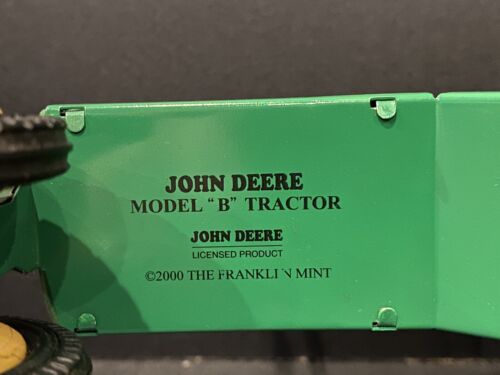 JOHN DEERE
MODEL "B" TRACTOR
JOHN DEERE
LICENSED PRODUCT
©2000 THE FRANKLIN MINT